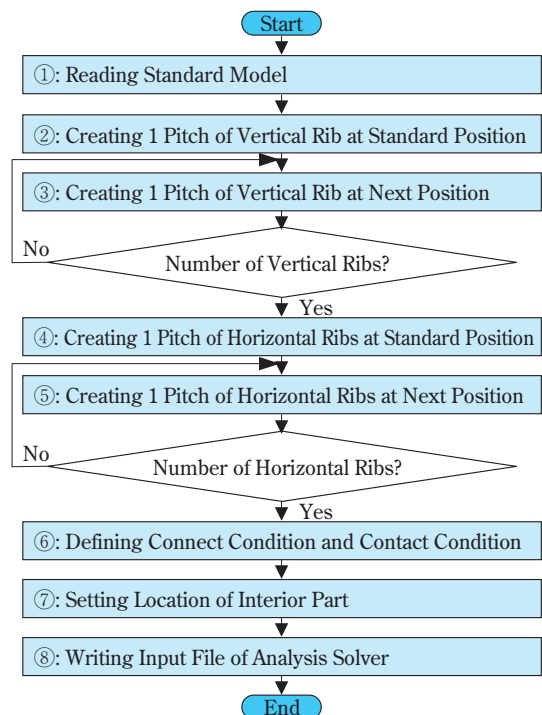 Start
①: Reading Standard Model
②: Creating 1 Pitch of Vertical Rib at Standard Position
③: Creating 1 Pitch of Vertical Rib at Next Position
No
Number of Vertical Ribs?
Yes
④: Creating 1 Pitch of Horizontal Ribs at Standard Position
⑤: Creating 1 Pitch of Horizontal Ribs at Next Position
No
Number of Horizontal Ribs?
Yes
⑥: Defining Connect Condition and Contact Condition
⑦: Setting Location of Interior Part
⑧: Writing Input File of Analysis Solver
End